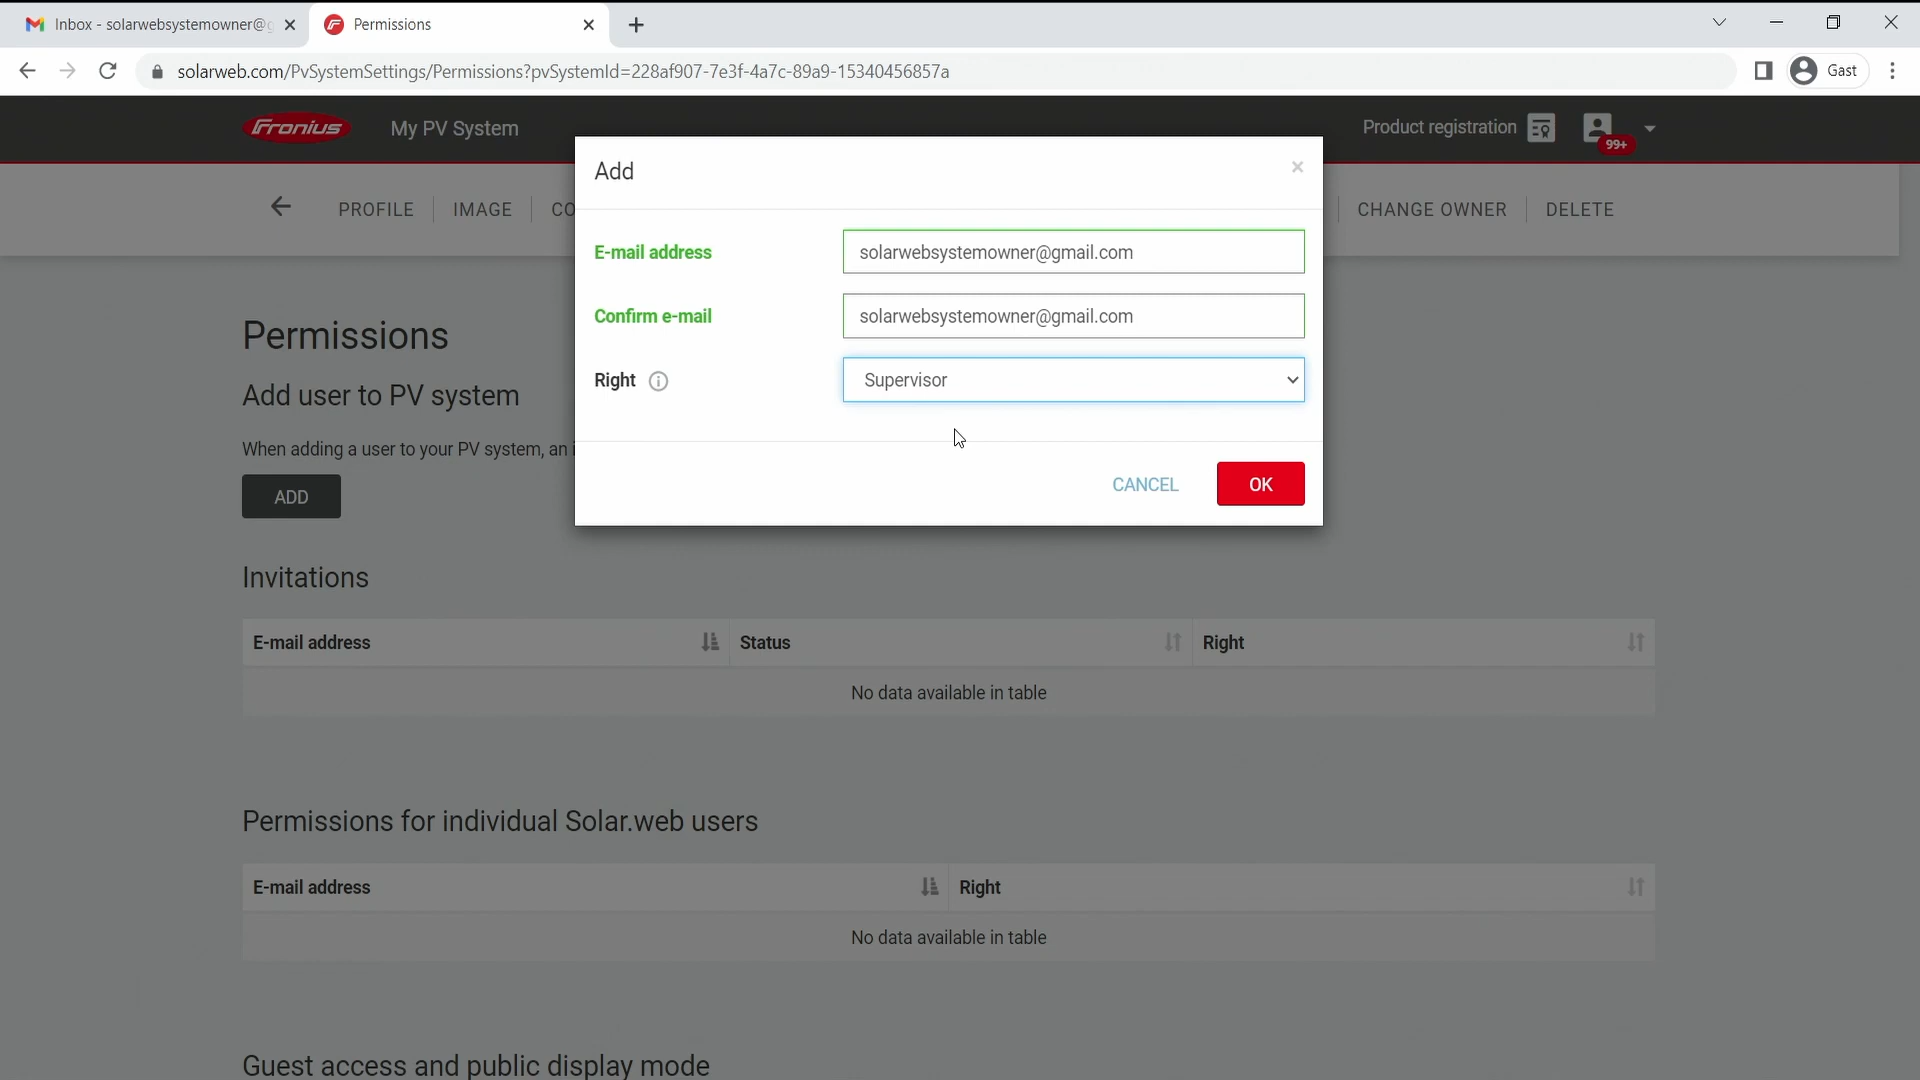 Inbox - solarwebsystemowner@g
Permissions
solarweb.com/PvSystemSettings/Permissions?pvSystemId=228af907-7e3f-4a7c-89a9-15340456857a
Gast
Fronius
My PV System
Product registration
99+
PROFILE
IMAGE
CO
CHANGE OWNER
DELETE
Add
E-mail address
solarwebsystemowner@gmail.com
Confirm e-mail
solarwebsystemowner@gmail.com
Right
Supervisor
CANCEL
OK
Permissions
Add user to PV system
When adding a user to your PV system, an i
ADD
Invitations
E-mail address
Status
Right
No data available in table
Permissions for individual Solar.web users
E-mail address
Right
No data available in table
Guest access and public display mode